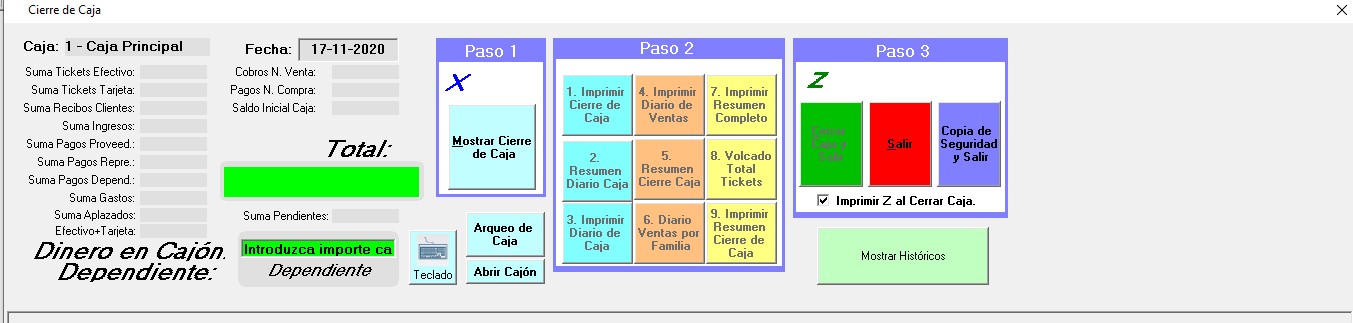 Cierre de Caja
Caja: 1 - Caja Principal
Fecha: 17-11-2020
Suma Tickets Efectivo:
Suma Tickets Tarjeta:
Suma Recibos Clientes:
Suma Ingresos:
Suma Pagos Proveed.:
Suma Pagos Repre.:
Suma Pagos Depend.:
Suma Gastos:
Suma Aplazados:
Efectivo+Tarjeta:
Cobros N. Venta:
Pagos N. Compra:
Saldo Inicial Caja:
Total:
Suma Pendientes:
Dinero en Cajón.
Dependiente:
Introduzca importe ca
Dependiente
Teclado
Paso 1
X
Mostrar Cierre
de Caja
Arqueo de
Caja
Abrir Cajón
Paso 2
1. Imprimir
Cierre de
Caja
4. Imprimir
Diario de
Ventas
7. Imprimir
Resumen
Completo
2.
Resumen
Diario Caja
5.
Resumen
Cierre Caja
8. Volcado
Total
Tickets
3. Imprimir
Diario de
Caja
6. Diario
Ventas por
Familia
9. Imprimir
Resumen
Cierre de
Caja
Paso 3
Z
Salir
Copia de
Seguridad
y Salir
Imprimir Z al Cerrar Caja.
Mostrar Históricos